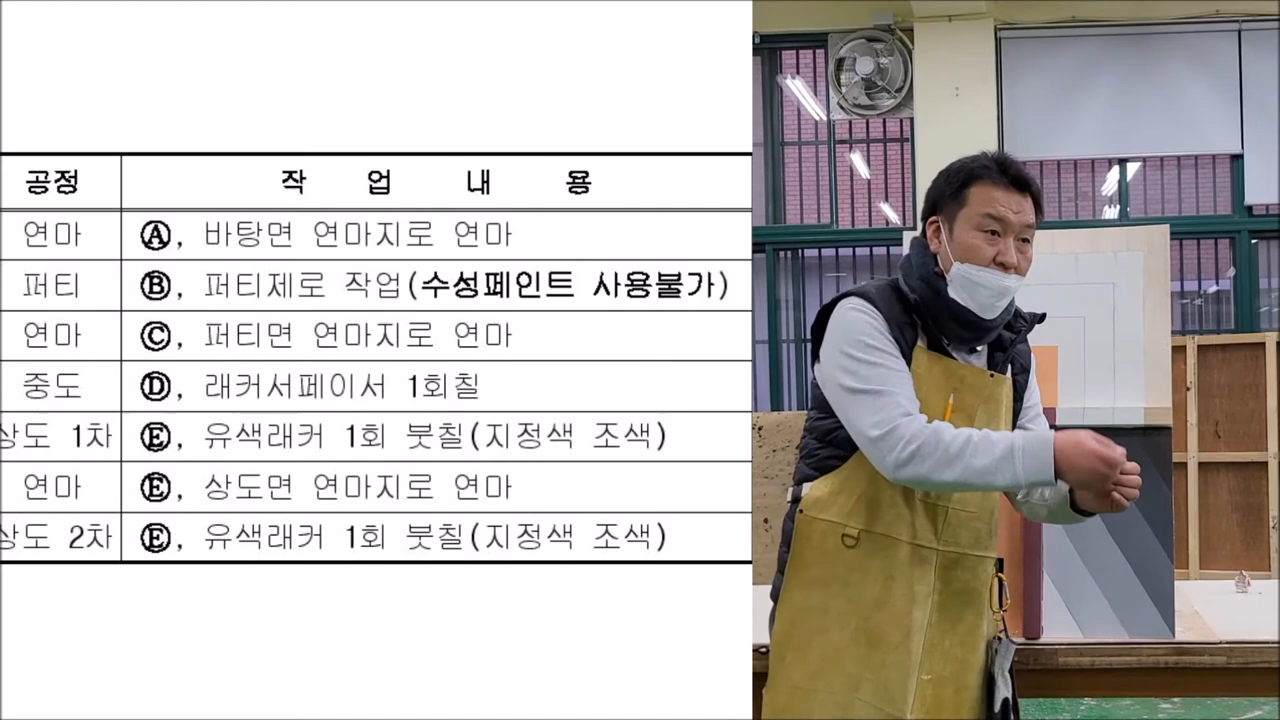 공정 작 업 내 용
연마 Ⓐ, 바탕면 연마지로 연마
퍼티 Ⓑ, 퍼티제로 작업(수성페인트 사용불가)
연마 Ⓒ, 퍼티면 연마지로 연마
중도 Ⓓ, 래커서페이서 1회칠
상도 1차 Ⓔ, 유색래커 1회 붓칠(지정색 조색)
연마 Ⓔ, 상도면 연마지로 연마
상도 2차 Ⓔ, 유색래커 1회 붓칠(지정색 조색)